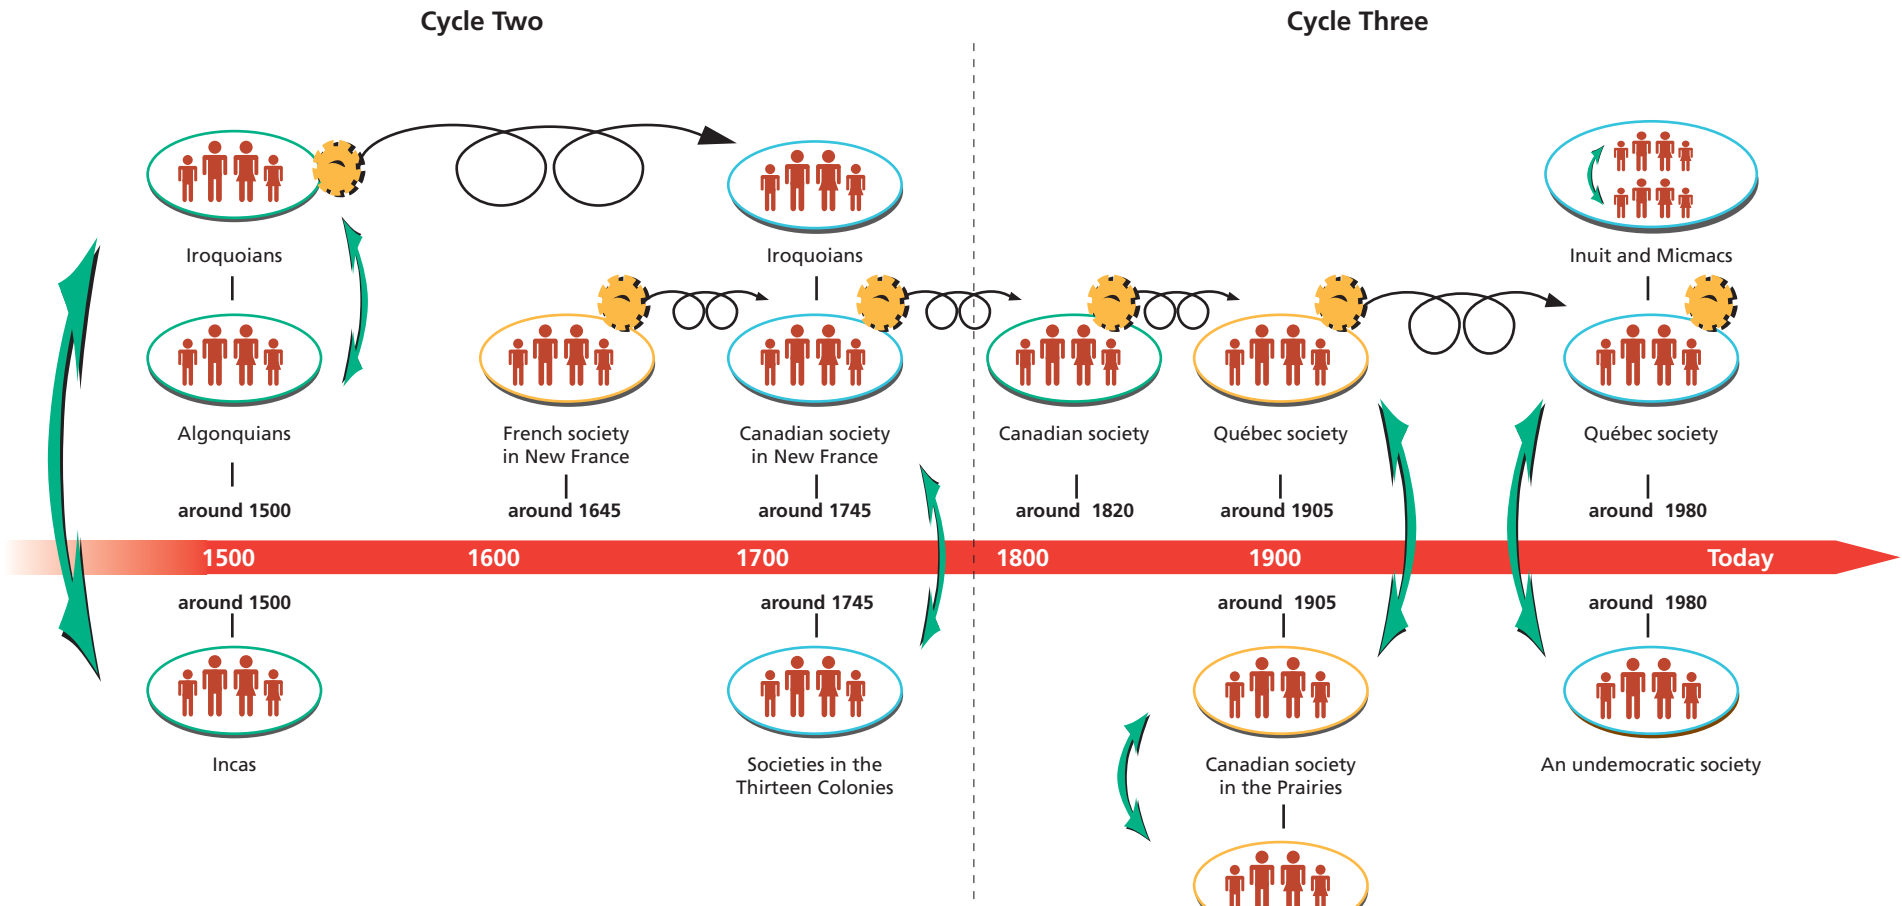 Cycle Two
Cycle Three
Iroquoians
Iroquoians
Inuit and Micmacs
Algonquians
French society
in New France
Canadian society
in New France
Canadian society
Québec society
Québec society
around 1500
around 1645
around 1745
around 1820
around 1905
around 1980
1500
1600
1700
1800
1900
Today
around 1500
around 1745
around 1905
around 1980
Incas
Societies in the
Thirteen Colonies
Canadian society
in the Prairies
An undemocratic society